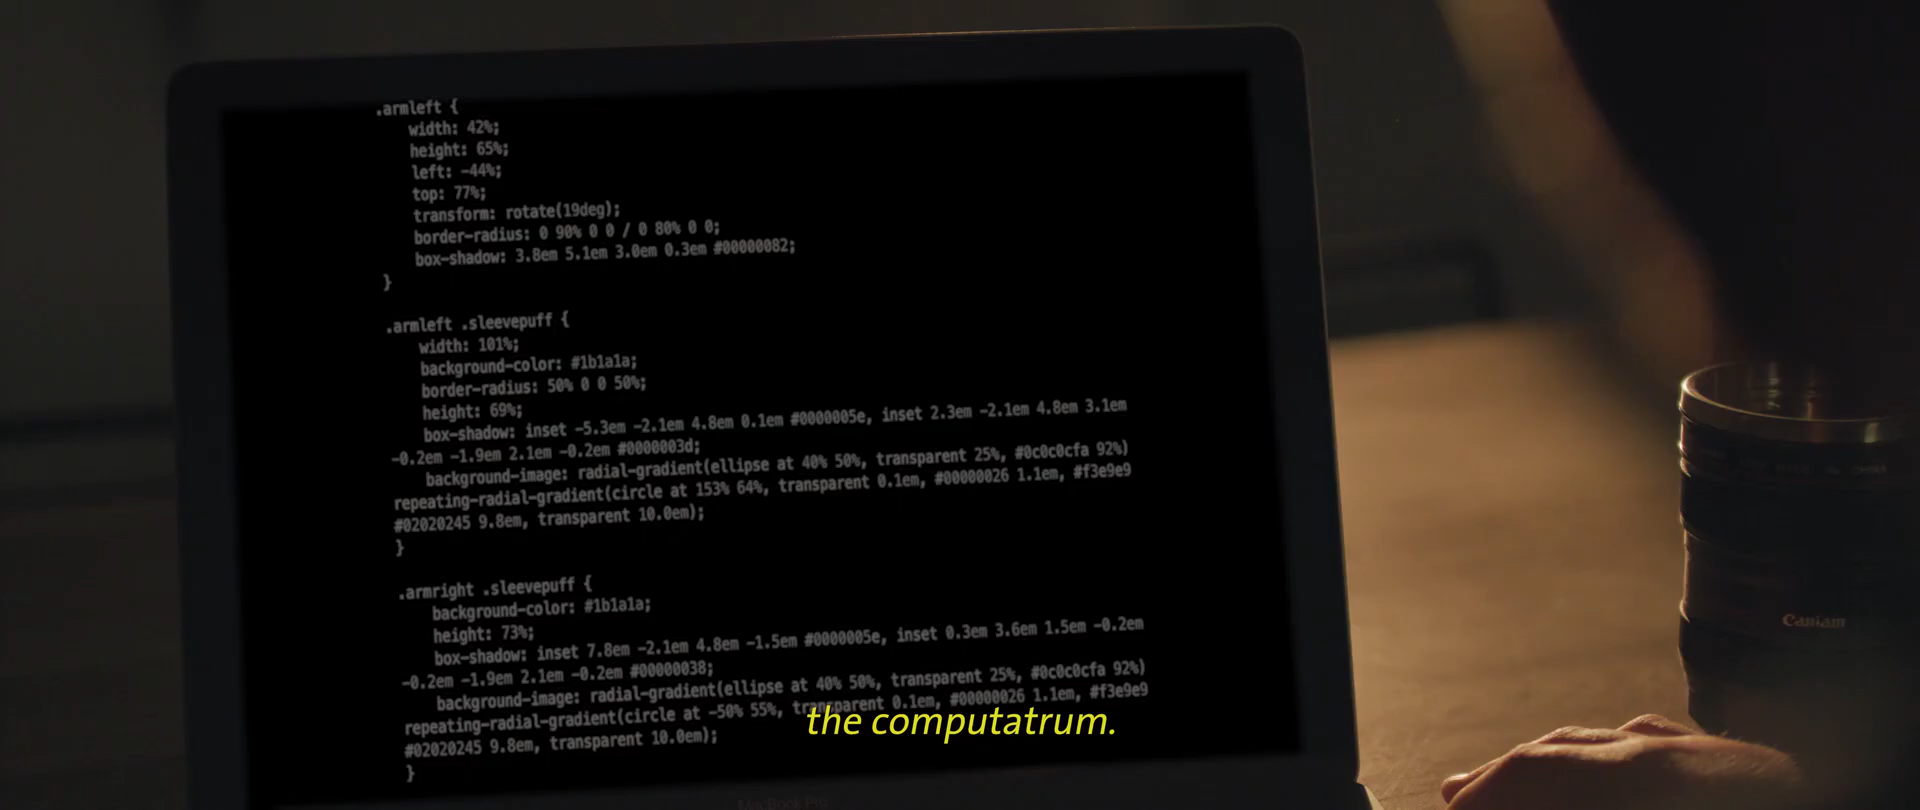 .armleft {
width: 42%;
height: 65%;
left: -44%;
top: 77%;
transform: rotate(19deg);
border-radius: 0 90% 0 0 / 0 80% 0 0;
box-shadow: 3.8em 5.1em 3.0em 0.3em #00000082;
}
.armleft .sleevepuff {
width: 101%;
background-color: #1b1a1a;
border-radius: 50% 0 0 50%;
height: 69%;
box-shadow: inset -5.3em -2.1em 4.8em 0.1em #0000005e, inset 2.3em -2.1em 4.8em 3.1em
-0.2em -1.9em 2.1em -0.2em #0000003d;
background-image: radial-gradient(ellipse at 40% 50%, transparent 25%, #0c0c0cfa 92%)
repeating-radial-gradient(circle at 153% 64%, transparent 0.1em, #00000026 1.1em, #f3e9e9
#02020245 9.8em, transparent 10.0em);
}
.armright .sleevepuff {
background-color: #1b1a1a;
height: 73%;
box-shadow: inset 7.8em -2.1em 4.8em -1.5em #0000005e, inset 0.3em 3.6em 1.5em -0.2em
-0.2em -1.9em 2.1em -0.2em #00000038;
background-image: radial-gradient(ellipse at 40% 50%, transparent 25%, #0c0c0cfa 92%)
repeating-radial-gradient(circle at -50% 55%, transparent 0.1em, #00000026 1.1em, #f3e9e9
#02020245 9.8em, transparent 10.0em);
}
the computatrum.
MacBook Pro
Caniam